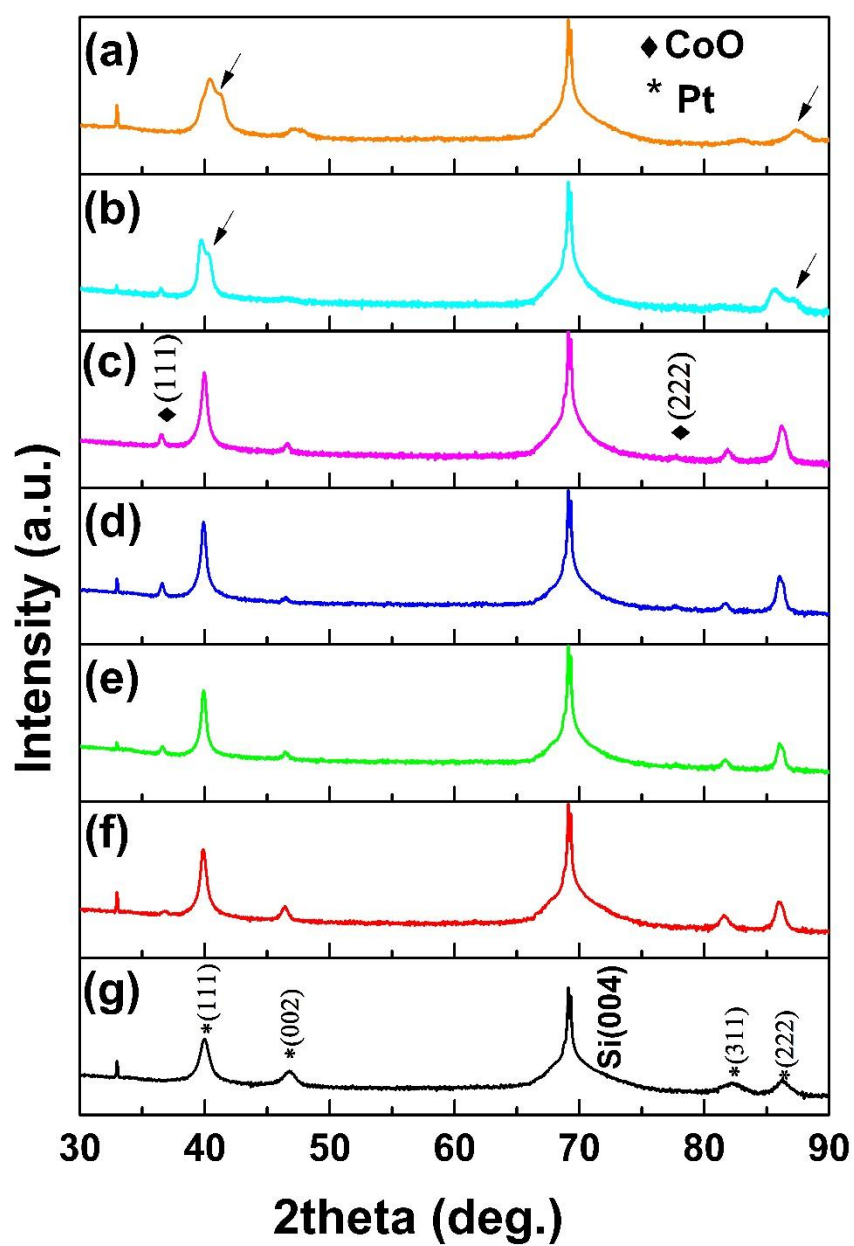 (a)
◆ CoO
* Pt
(b)
(c)
◆(111)
◆(222)
(d)
(e)
(f)
(g)
*(111)
*(002)
Si(004)
*(311)
*(222)
30 40 50 60 70 80 90
2theta (deg.)
Intensity (a.u.)